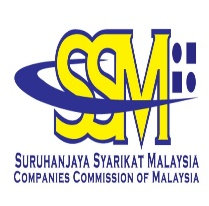 SSM
SURUHANJAYA SYARIKAT MALAYSIA
COMPANIES COMMISSION OF MALAYSIA